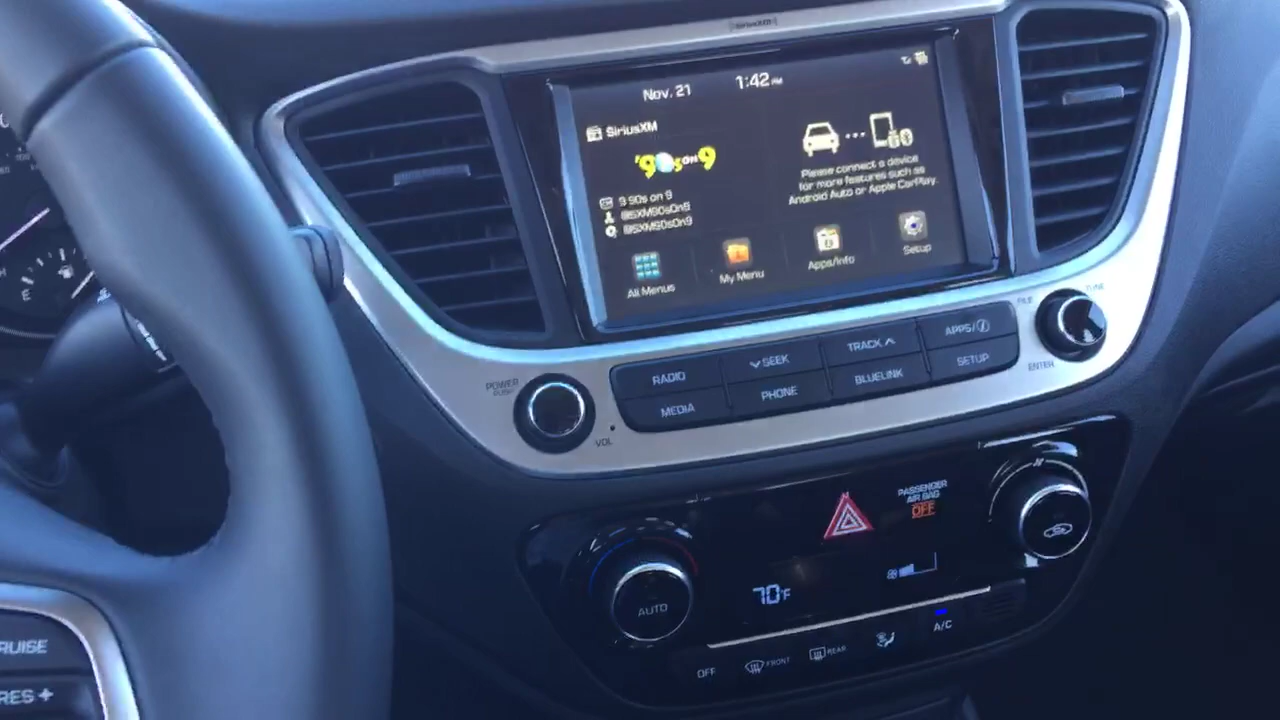 SiriusXM
Nov. 21
1:42 PM
SiriusXM
'90s on 9
9 90s on 9
@SXM90sOn9
@SXM90sOn9
Please connect a device
for more features such as
Android Auto or Apple CarPlay.
All Menus
My Menu
Apps/Info
Setup
RADIO
SEEK
TRACK
APPS/i
MEDIA
PHONE
BLUELINK
SETUP
POWER
PUSH
VOL
FILE
TUNE
ENTER
E
PASSENGER
AIR BAG
OFF
AUTO
70°F
OFF
FRONT
REAR
A/C
RUISE
RES +